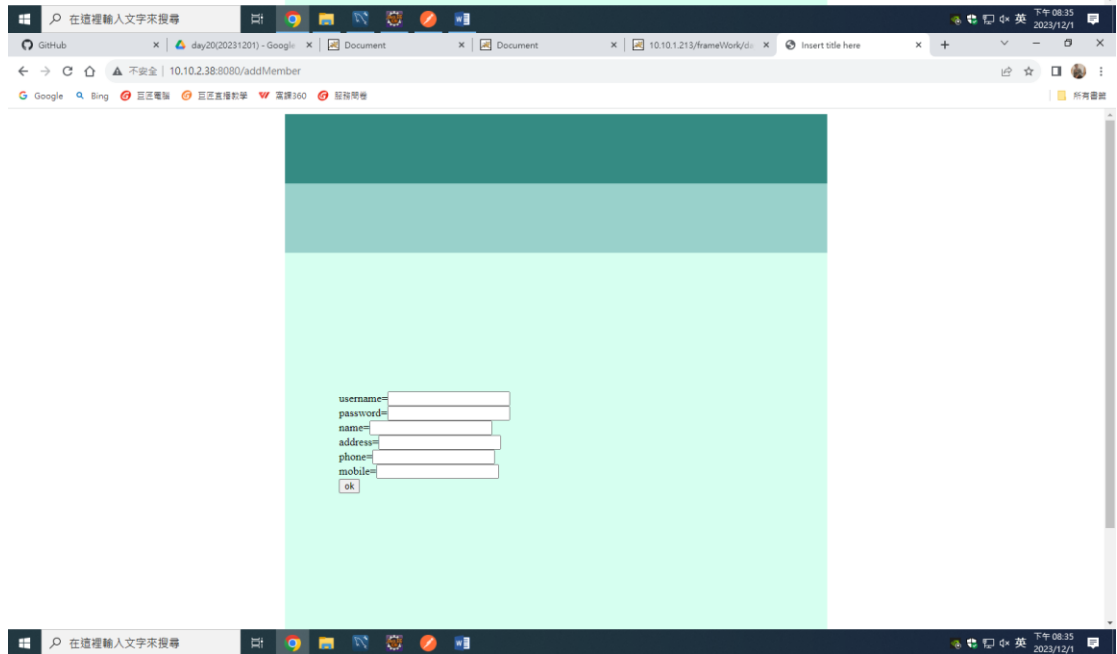 在這裡輸入文字來搜尋
英
下午 08:35
2023/12/1
GitHub
day20(20231201) - Google
Document
Document
10.10.1.213/frameWork/do
Insert title here
不安全 | 10.10.2.38:8080/addMember
Google
Bing
巨匠電腦
巨匠直播教學
窩課360
服務問卷
所有書籤
username=
password=
name=
address=
phone=
mobile=
ok
在這裡輸入文字來搜尋
英
下午 08:35
2023/12/1